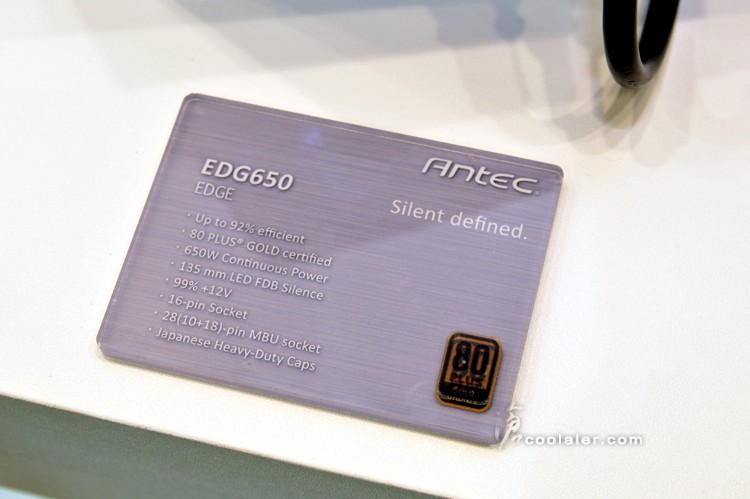 Antec
EDG650
EDGE
Silent defined.
· Up to 92% efficient
· 80 PLUS® GOLD certified
· 650W Continuous Power
· 135 mm LED FDB Silence
· 99% +12V
· 16-pin Socket
· 28(10+18)-pin MBU socket
· Japanese Heavy-Duty Caps
80
PLUS
GOLD
coolaler.com